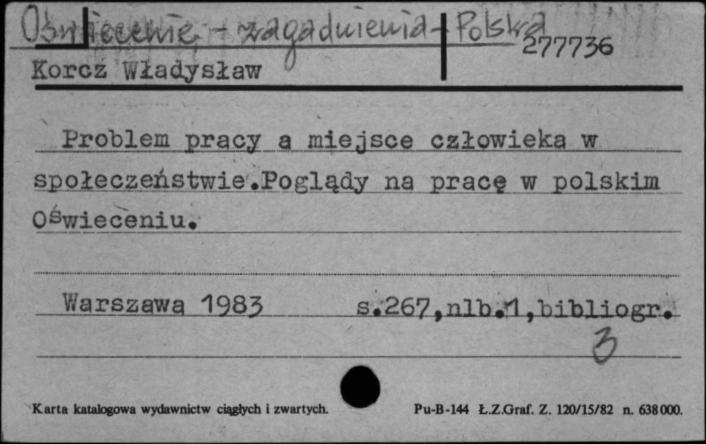 Oświecenie - zagadnienia - Polska
277736
Korcz Władysław
Problem pracy a miejsce człowieka w
społeczeństwie.Poglądy na pracę w polskim
Oświeceniu.
Warszawa 1983 s.267,nlb.1,bibliogr.
3
Karta katalogowa wydawnictw ciągłych i zwartych. Pu-B-144 Ł.Z.Graf. Z. 120/15/82 n. 638000.